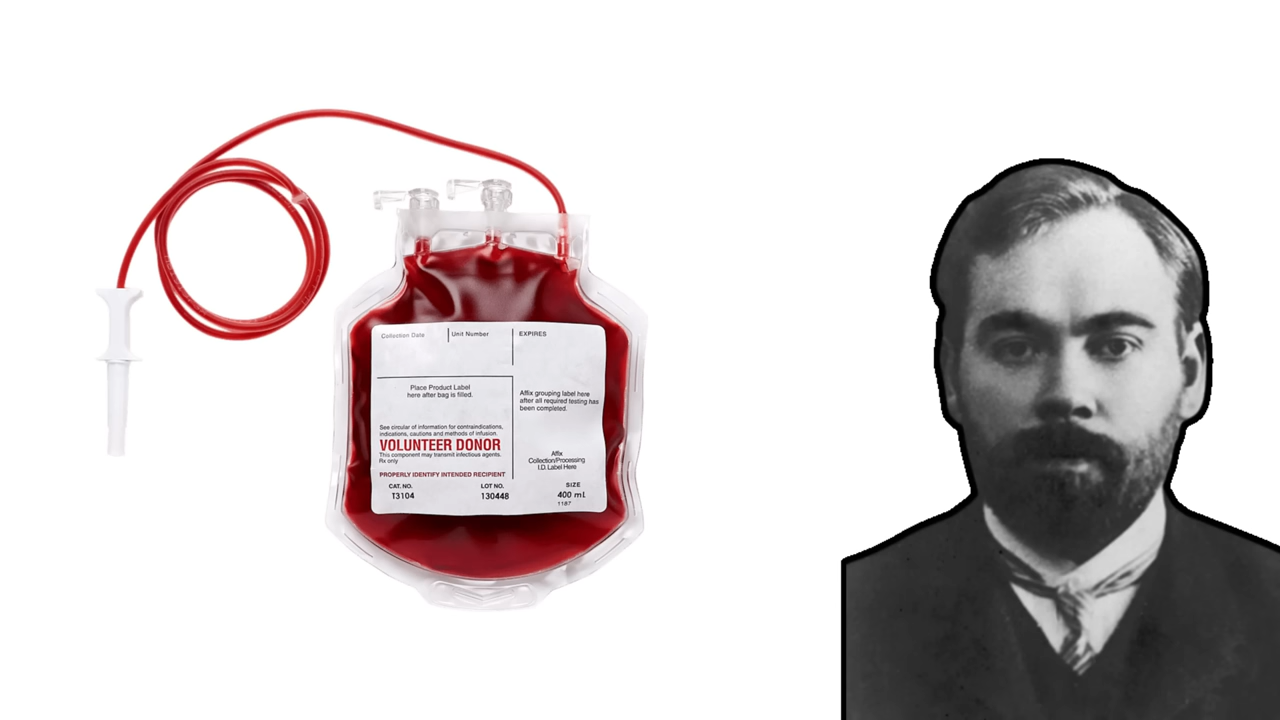 Collection Date
Unit Number
EXPIRES
Place Product Label
here after bag is filled.
Affix grouping label here
after all required testing has
been completed.
See circular of information for contraindications,
indications, cautions and methods of infusion.
VOLUNTEER DONOR
This component may transmit infectious agents.
Rx only
PROPERLY IDENTIFY INTENDED RECIPIENT
Affix
Collection/Processing
I.D. Label Here
CAT. NO.
LOT NO.
SIZE
T3104
130448
400 mL
1187